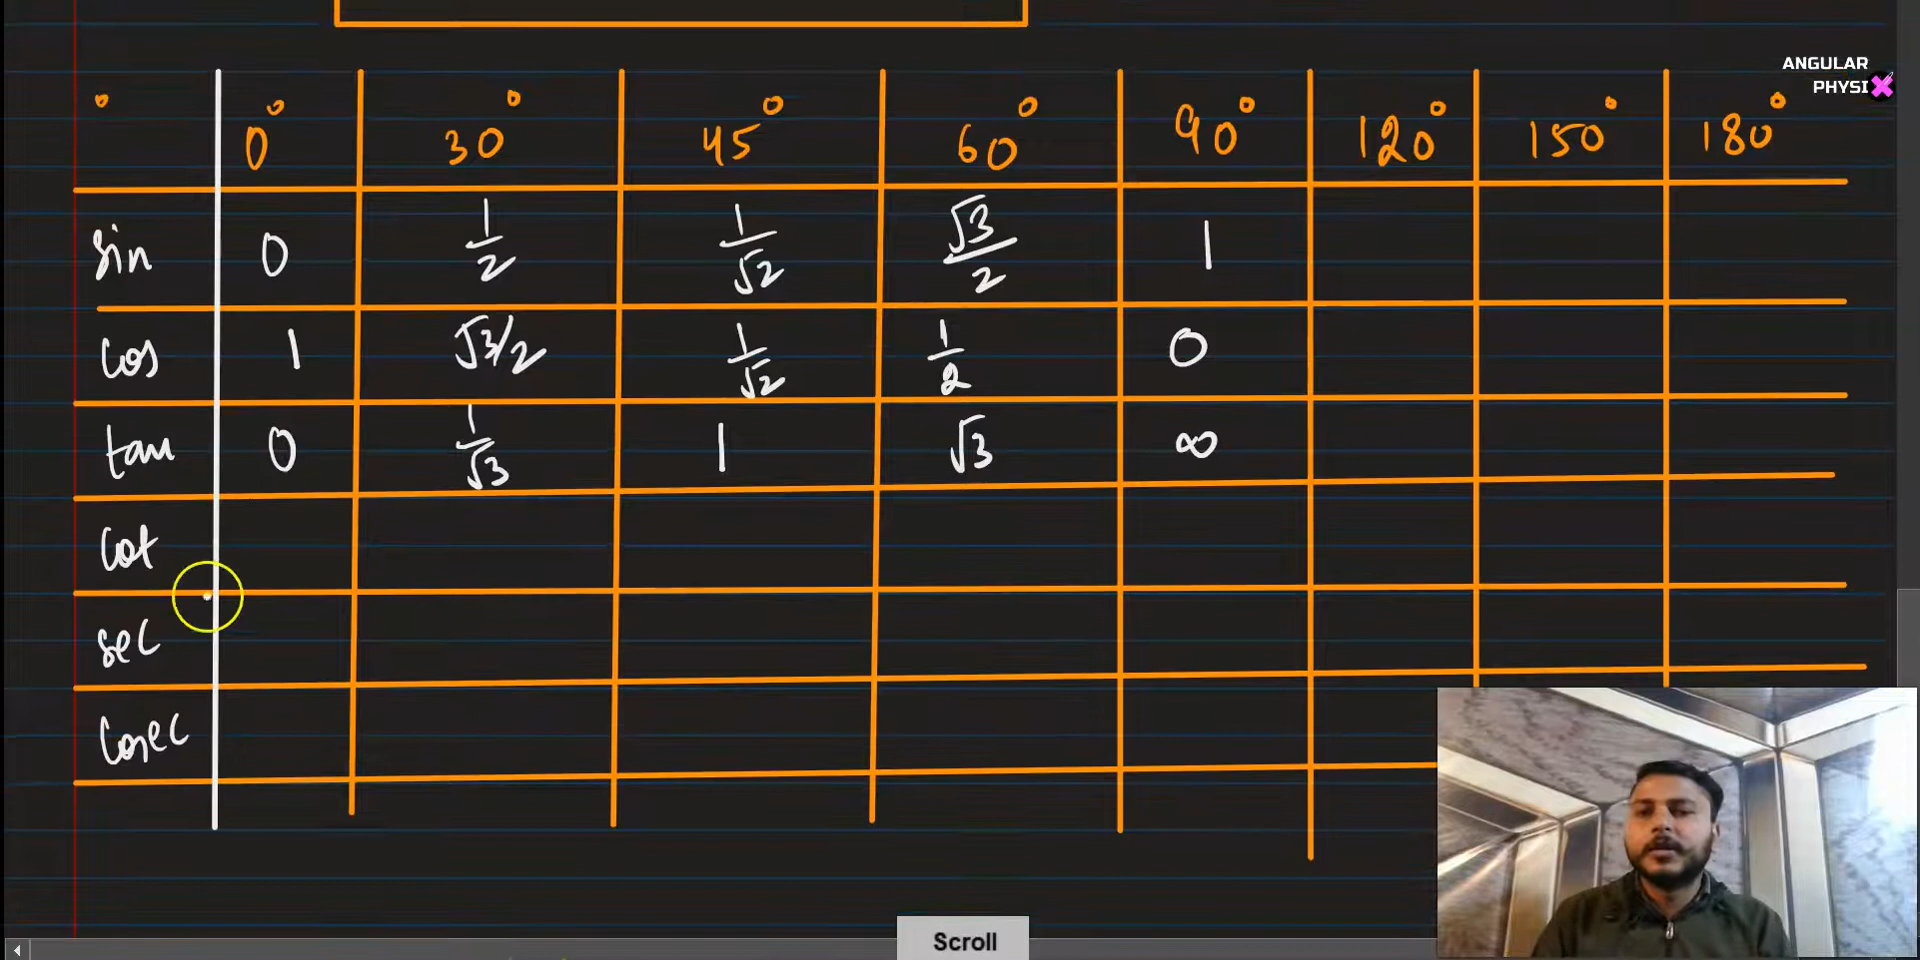 ANGULAR
PHYSI
0° 30° 45° 60° 90° 120° 150° 180°
sin 0 1/2 1/√2 √3/2 1
cos 1 √3/2 1/√2 1/2 0
tan 0 1/√3 1 √3 ∞
cot
sec
cosec
Scroll